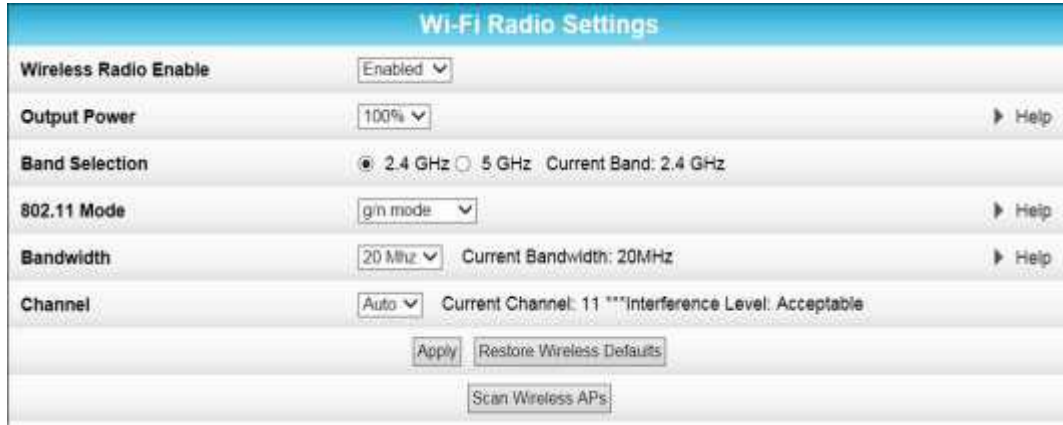 Wi-Fi Radio Settings
Wireless Radio Enable Enabled
Output Power 100% Help
Band Selection 2.4 GHz 5 GHz Current Band: 2.4 GHz
802.11 Mode g/n mode Help
Bandwidth 20 Mhz Current Bandwidth: 20MHz Help
Channel Auto Current Channel: 11 ***Interference Level: Acceptable
Apply Restore Wireless Defaults
Scan Wireless APs